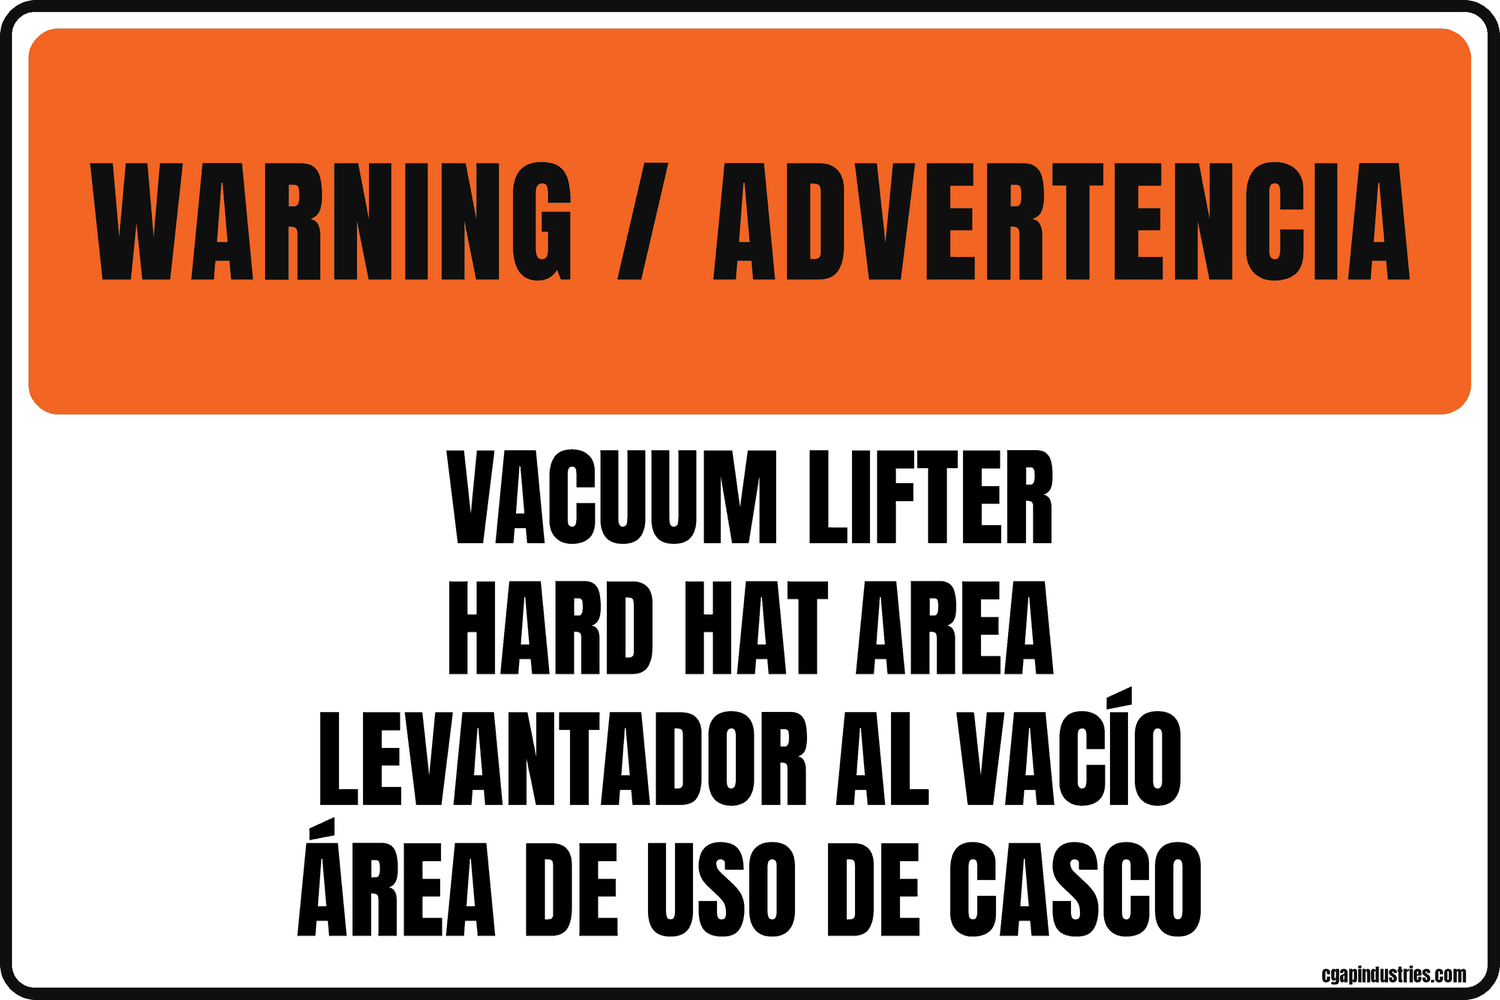 WARNING / ADVERTENCIA
VACUUM LIFTER
HARD HAT AREA
LEVANTADOR AL VACÍO
ÁREA DE USO DE CASCO
cgapindustries.com